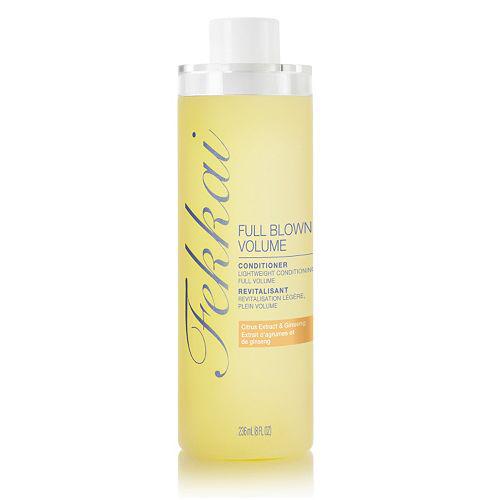 Fekkai
FULL BLOWN
VOLUME
CONDITIONER
LIGHTWEIGHT CONDITIONING,
FULL VOLUME
REVITALISANT
REVITALISATION LÉGÈRE,
PLEIN VOLUME
Citrus Extract & Ginseng
Extrait d'agrumes et
de ginseng
236 mL (8 FL OZ)